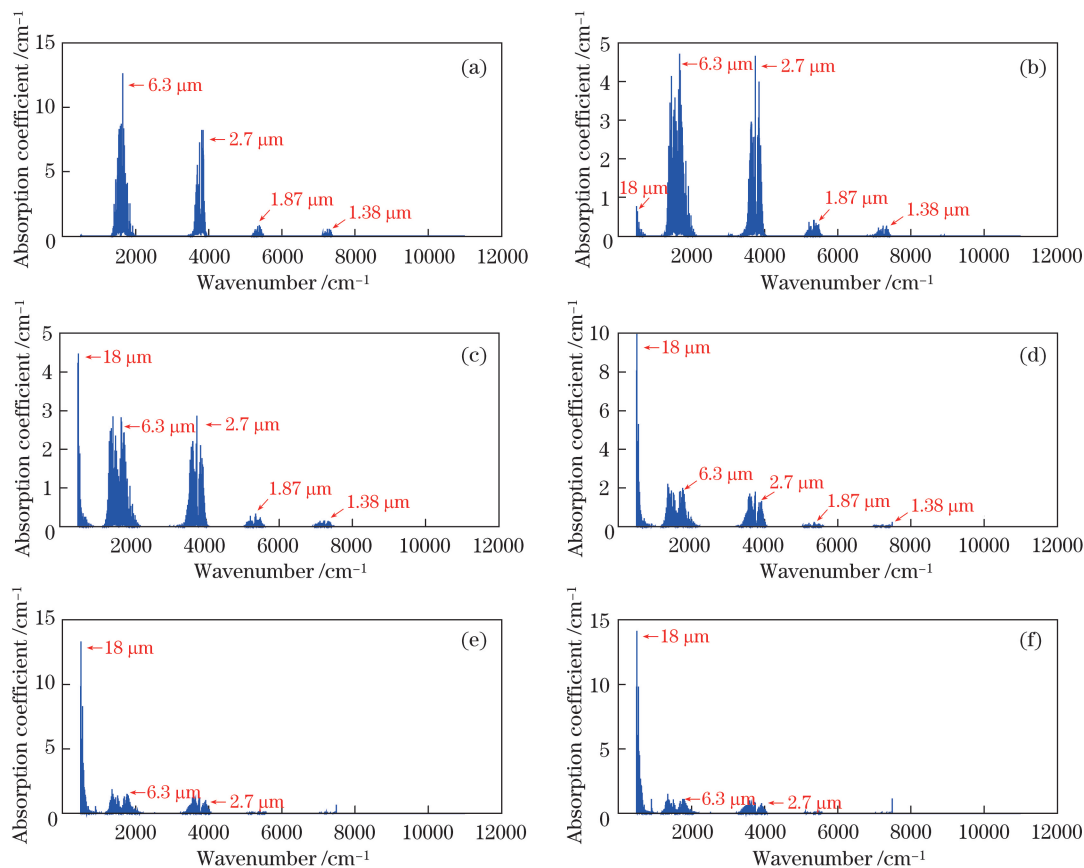 Absorption coefficient /cm⁻¹
15
10
5
0
(a)
6.3 μm
2.7 μm
1.87 μm
1.38 μm
2000 4000 6000 8000 10000 12000
Wavenumber /cm⁻¹
Absorption coefficient /cm⁻¹
5
4
3
2
1
0
(b)
6.3 μm
2.7 μm
18 μm
1.87 μm
1.38 μm
2000 4000 6000 8000 10000 12000
Wavenumber /cm⁻¹
Absorption coefficient /cm⁻¹
5
4
3
2
1
0
(c)
18 μm
6.3 μm
2.7 μm
1.87 μm
1.38 μm
2000 4000 6000 8000 10000 12000
Wavenumber /cm⁻¹
Absorption coefficient /cm⁻¹
10
8
6
4
2
0
(d)
18 μm
6.3 μm
2.7 μm
1.87 μm
1.38 μm
2000 4000 6000 8000 10000 12000
Wavenumber /cm⁻¹
Absorption coefficient /cm⁻¹
15
10
5
0
(e)
18 μm
6.3 μm
2.7 μm
2000 4000 6000 8000 10000 12000
Wavenumber /cm⁻¹
Absorption coefficient /cm⁻¹
15
10
5
0
(f)
18 μm
6.3 μm
2.7 μm
2000 4000 6000 8000 10000 12000
Wavenumber /cm⁻¹